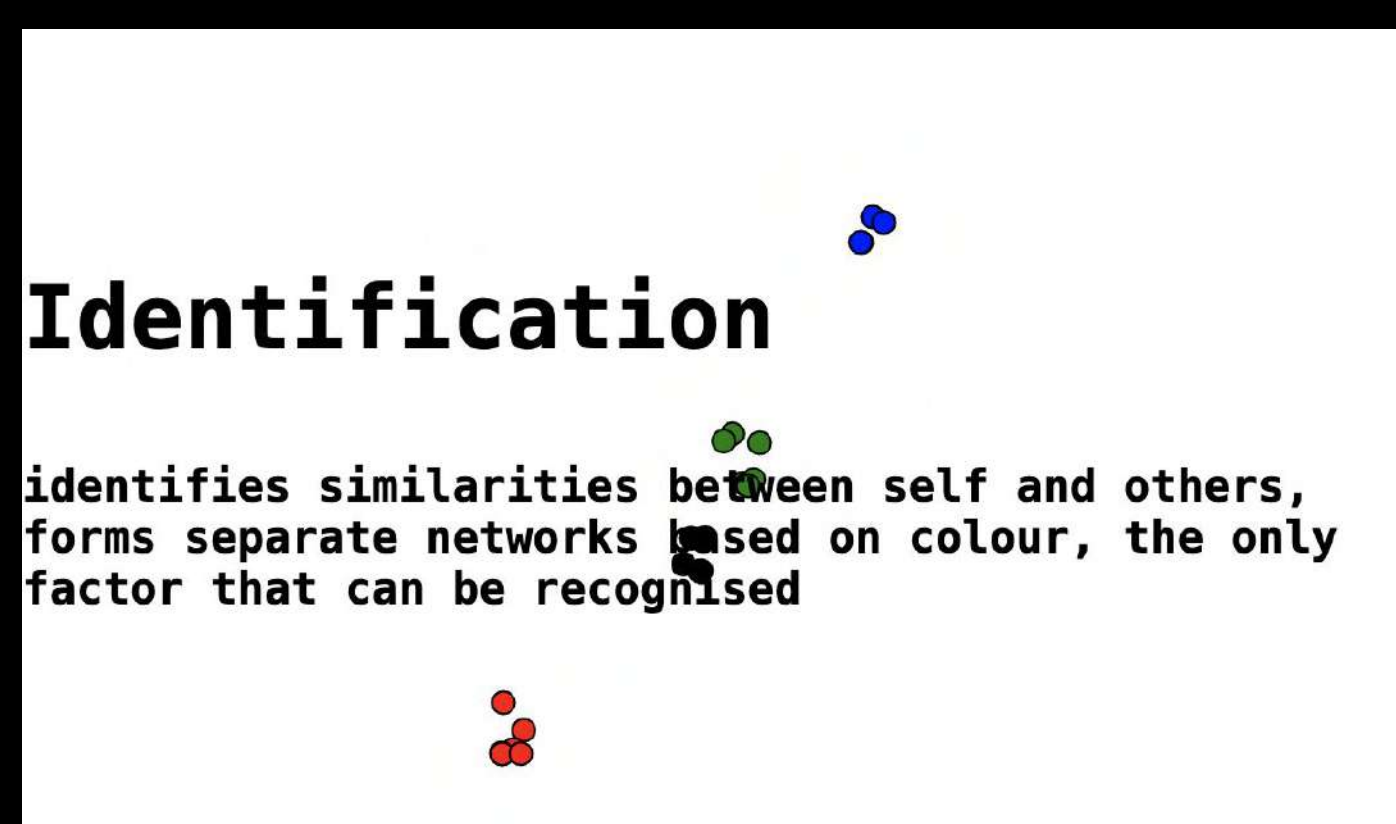 Identification
identifies similarities between self and others,
forms separate networks based on colour, the only
factor that can be recognised